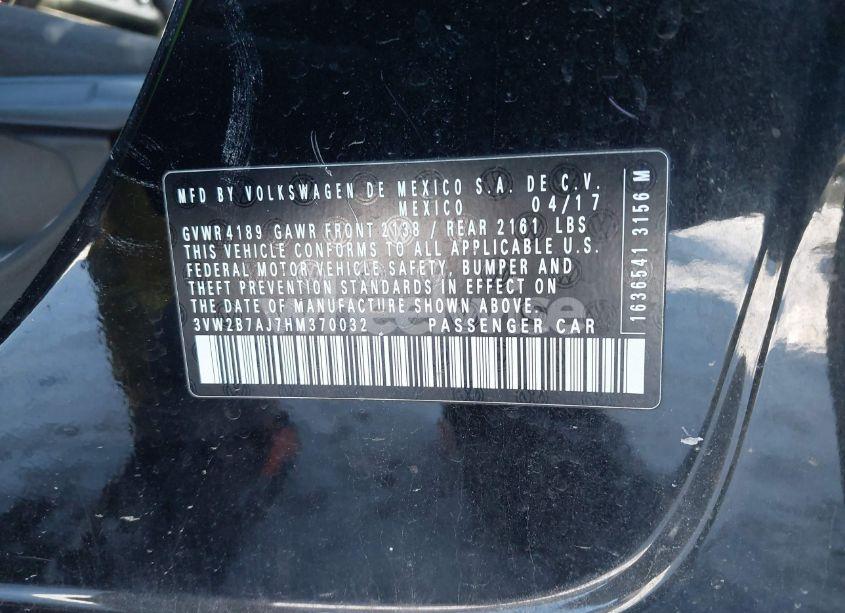 MFD BY VOLKSWAGEN DE MEXICO S.A. DE C.V.
MEXICO 04/17
GVWR4189 GAWR FRONT 2138 / REAR 2161 LBS
THIS VEHICLE CONFORMS TO ALL APPLICABLE U.S.
FEDERAL MOTOR VEHICLE SAFETY, BUMPER AND
THEFT PREVENTION STANDARDS IN EFFECT ON
THE DATE OF MANUFACTURE SHOWN ABOVE.
3VW2B7AJ7HM370032 PASSENGER CAR
1636541 3156 M